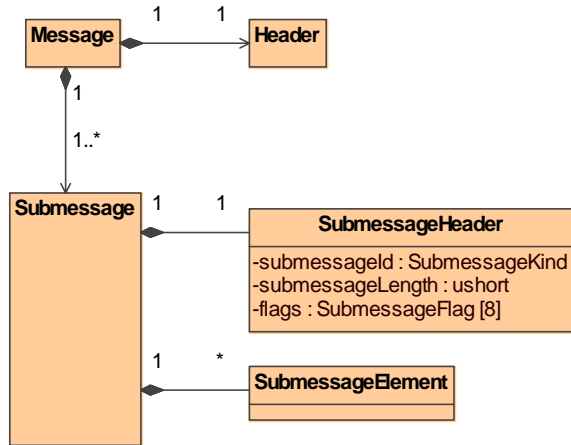 1 1
Message Header
1
1..*
Submessage 1 1 SubmessageHeader
-submessageId : SubmessageKind
-submessageLength : ushort
-flags : SubmessageFlag [8]
1 * SubmessageElement